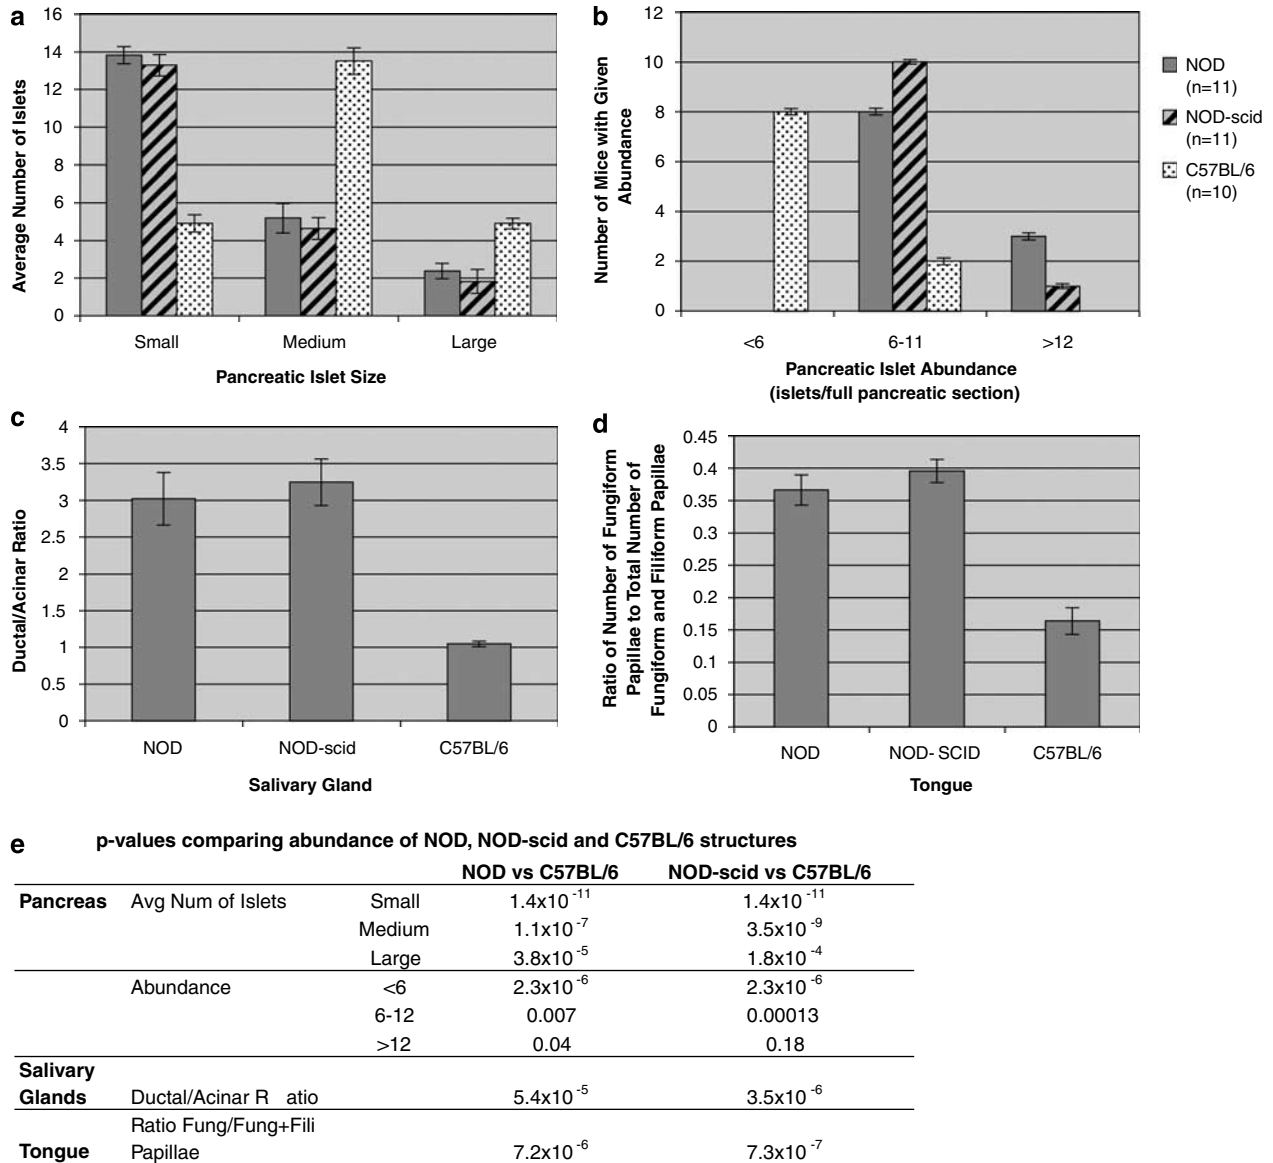 a
16
14
12
10
14
6
4
2
0
Average Number of Islets
Small Medium Large
Pancreatic Islet Size
b
12
10
8
6
4
2
0
Number of Mice with Given
Abundance
<6 6-11 >12
Pancreatic Islet Abundance
(islets/full pancreatic section)
NOD
(n=11)
NOD-scid
(n=11)
C57BL/6
(n=10)
c
4
3.5
3
2.5
2
1.5
1
0.5
0
Ductal/Acinar Ratio
NOD NOD-scid C57BL/6
Salivary Gland
d
0.45
0.4
0.35
0.3
0.25
0.2
0.15
0.1
0.05
0
Ratio of Number of Fungiform
Papillae to Total Number of
Fungiform and Filiform Papillae
NOD NOD- SCID C57BL/6
Tongue
e
p-values comparing abundance of NOD, NOD-scid and C57BL/6 structures
NOD vs C57BL/6 NOD-scid vs C57BL/6
Pancreas Avg Num of Islets Small 1.4x10 -11 1.4x10 -11
Medium 1.1x10 -7 3.5x10 -9
Large 3.8x10 -5 1.8x10 -4
Abundance <6 2.3x10 -6 2.3x10 -6
6-12 0.007 0.00013
>12 0.04 0.18
Salivary
Glands Ductal/Acinar R atio 5.4x10 -5 3.5x10 -6
Ratio Fung/Fung+Fili
Tongue Papillae 7.2x10 -6 7.3x10 -7